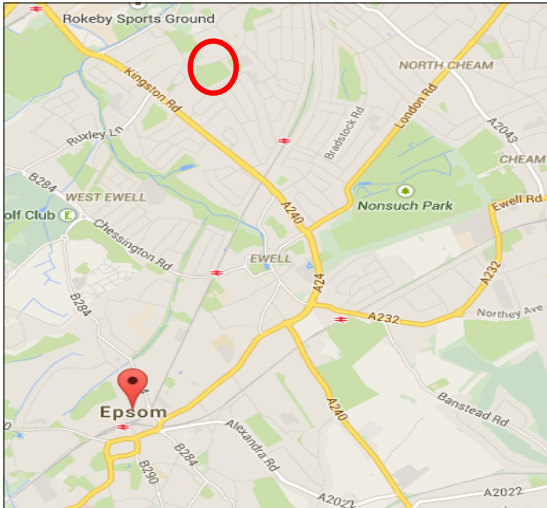 Rokeby Sports Ground
Kingston Rd
NORTH CHEAM
London Rd
Bradstock Rd
A2043
Ruxley Ln
CHEAM
B284
WEST EWELL
Nonsuch Park
Ewell Rd
olf Club
Chessington Rd
A240
EWELL
A24
A232
B284
A232
Northey Ave
Epsom
A240
Banstead Rd
Alexandra Rd
B284
B290
A2022
A2022